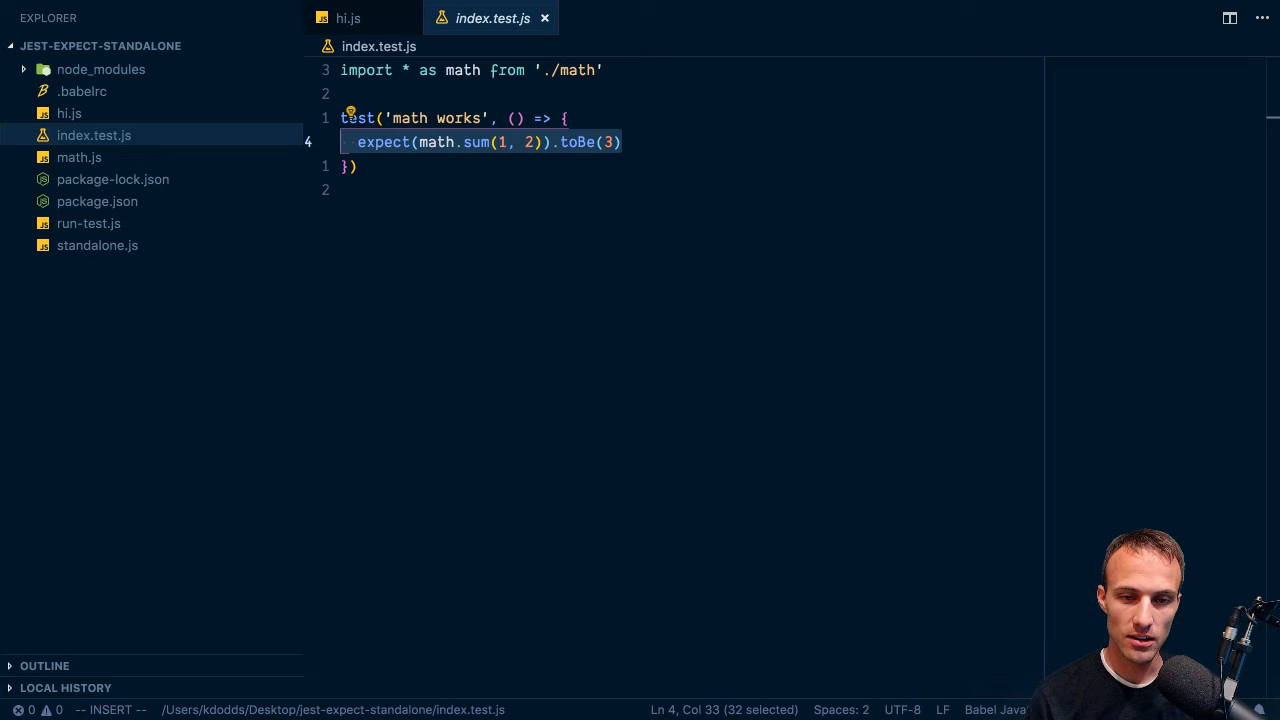 EXPLORER
JEST-EXPECT-STANDALONE
node_modules
.babelrc
hi.js
index.test.js
math.js
package-lock.json
package.json
run-test.js
standalone.js
OUTLINE
LOCAL HISTORY
JS hi.js
index.test.js ×
index.test.js
3 import * as math from './math'
2
1 test('math works', () => {
4 expect(math.sum(1, 2)).toBe(3)
1 })
2
0 0 -- INSERT -- /Users/kdodds/Desktop/jest-expect-standalone/index.test.js Ln 4, Col 33 (32 selected) Spaces: 2 UTF-8 LF Babel Java